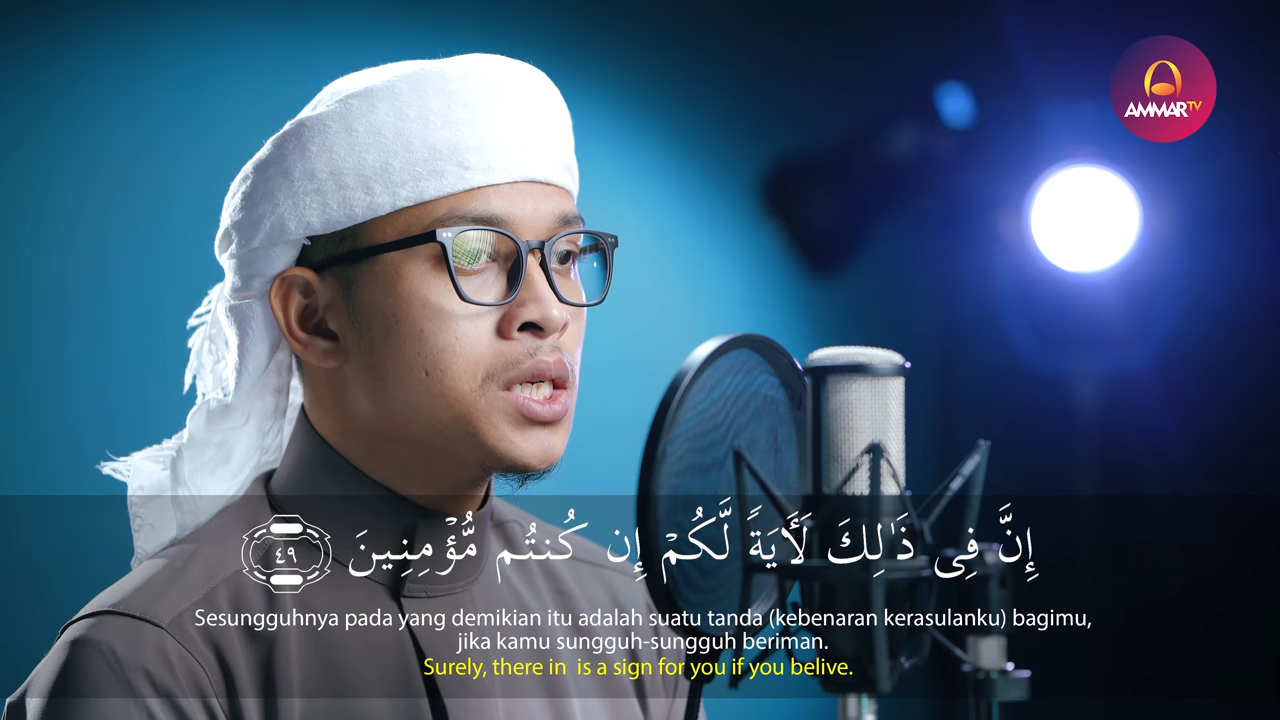 AMMAR TV
إِنَّ فِى ذَٰلِكَ لَـَٔايَةً لَّكُمْ إِن كُنتُم مُّؤْمِنِينَ ٤٩
Sesungguhnya pada yang demikian itu adalah suatu tanda (kebenaran kerasulanku) bagimu,
jika kamu sungguh-sungguh beriman.
Surely, there in  is a sign for you if you belive.